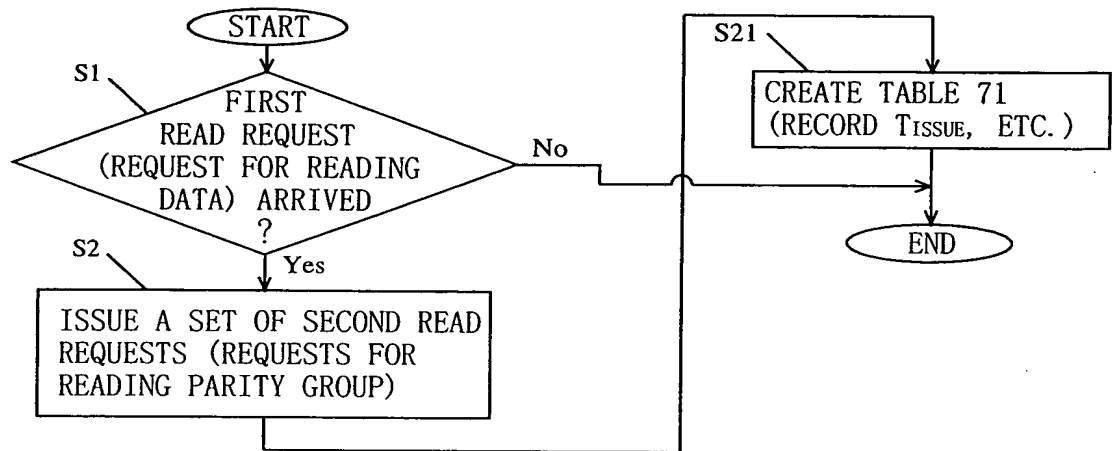 START
S1
FIRST
READ REQUEST
(REQUEST FOR READING
DATA) ARRIVED
?
No
Yes
S2
ISSUE A SET OF SECOND READ
REQUESTS (REQUESTS FOR
READING PARITY GROUP)
S21
CREATE TABLE 71
(RECORD TISSUE, ETC.)
END